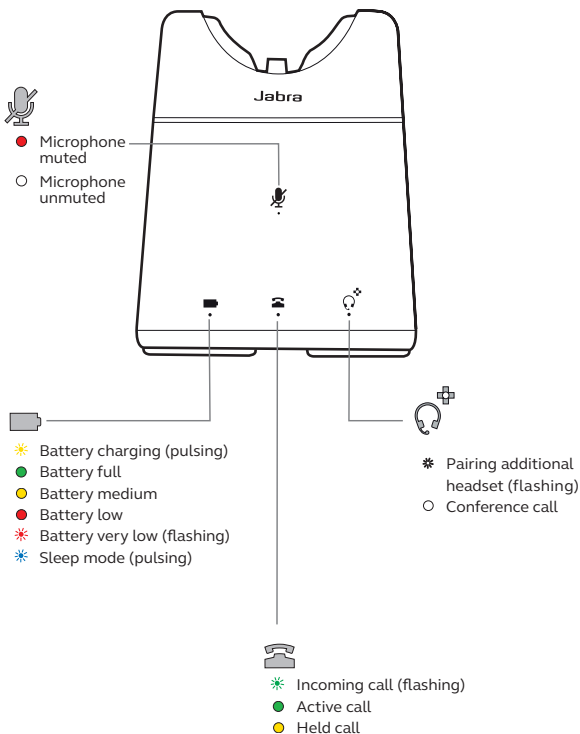 Jabra
Microphone
muted
Microphone
unmuted
Battery charging (pulsing)
Battery full
Battery medium
Battery low
Battery very low (flashing)
Sleep mode (pulsing)
Pairing additional
headset (flashing)
Conference call
Incoming call (flashing)
Active call
Held call